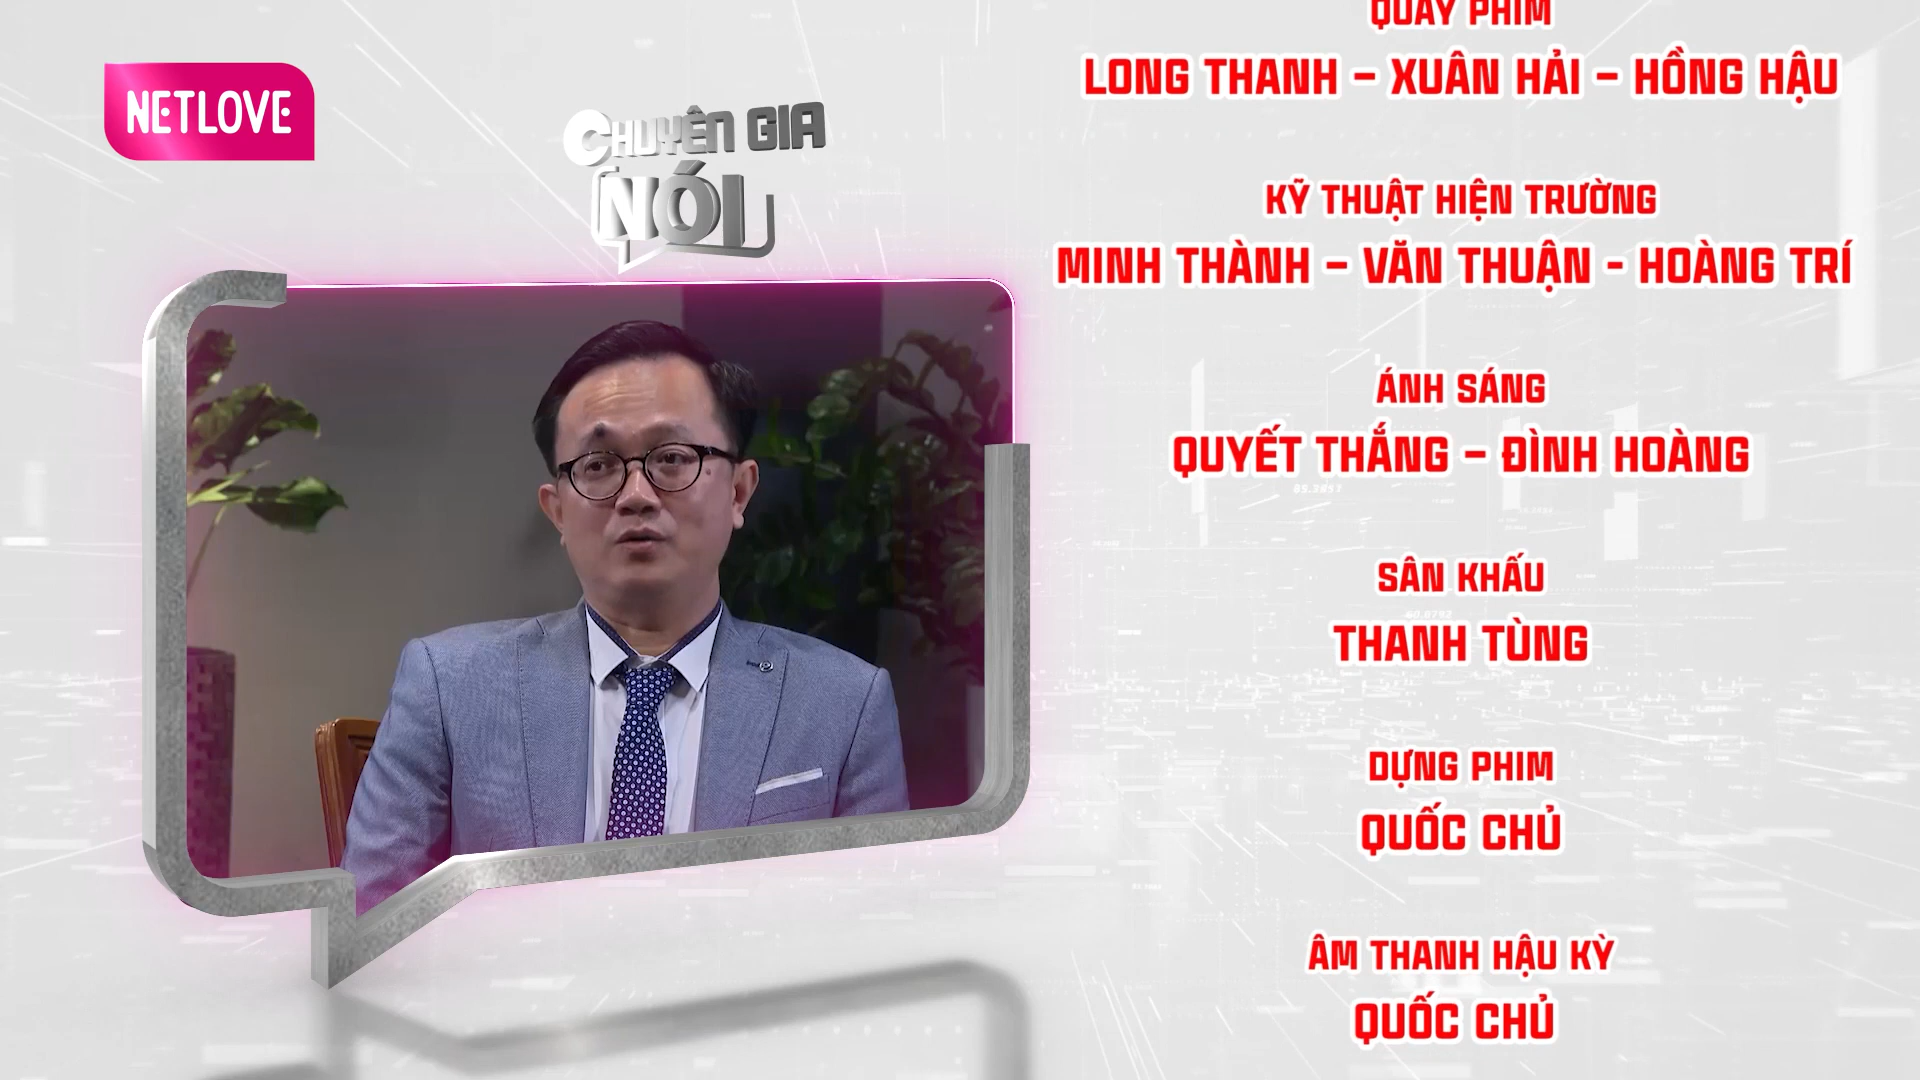 NETLOVE
CHUYÊN GIA
NÓI
QUAY PHIM
LONG THANH – XUÂN HẢI – HỒNG HẬU
KỸ THUẬT HIỆN TRƯỜNG
MINH THÀNH – VĂN THUẬN - HOÀNG TRÍ
ÁNH SÁNG
QUYẾT THẮNG – ĐÌNH HOÀNG
SÂN KHẤU
THANH TÙNG
DỰNG PHIM
QUỐC CHỦ
ÂM THANH HẬU KỲ
QUỐC CHỦ